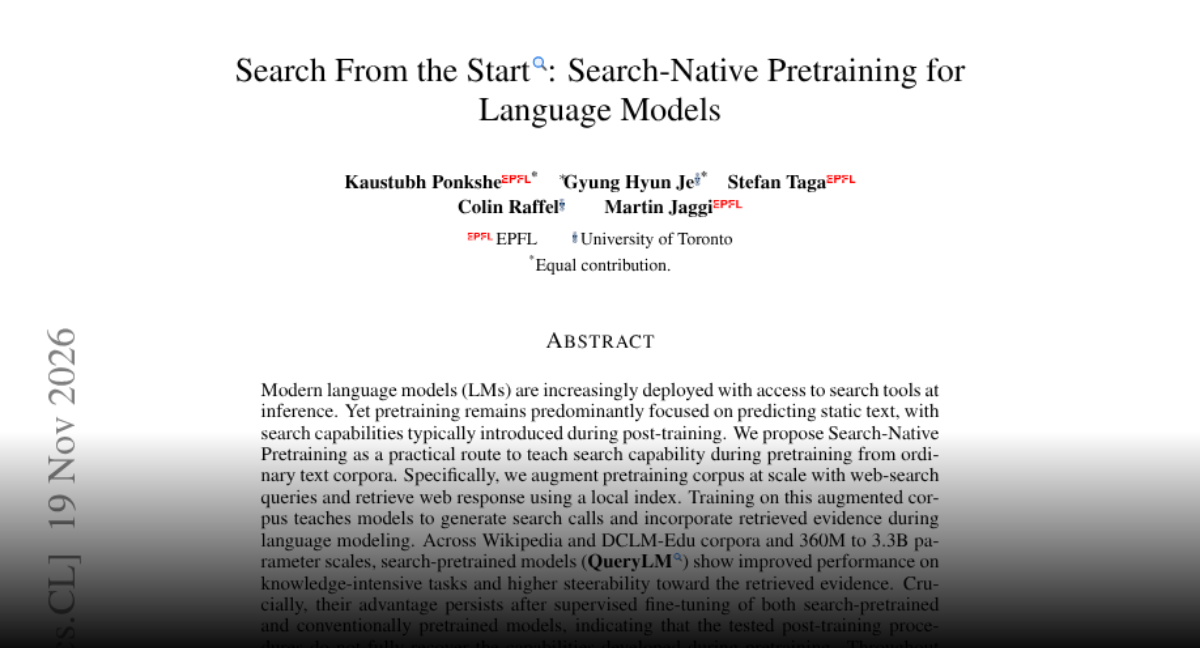 Search From the Start: Search-Native Pretraining for
Language Models
Kaustubh PonksheEPFL* *Gyung Hyun Je* Stefan TagaEPFL
Colin Raffel Martin JaggiEPFL
EPFL EPFL University of Toronto
*Equal contribution.
ABSTRACT
Modern language models (LMs) are increasingly deployed with access to search tools at
inference. Yet pretraining remains predominantly focused on predicting static text, with
search capabilities typically introduced during post-training. We propose Search-Native
Pretraining as a practical route to teach search capability during pretraining from ordi-
nary text corpora. Specifically, we augment pretraining corpus at scale with web-search
queries and retrieve web response using a local index. Training on this augmented cor-
pus teaches models to generate search calls and incorporate retrieved evidence during
language modeling. Across Wikipedia and DCLM-Edu corpora and 360M to 3.3B pa-
rameter scales, search-pretrained models (QueryLM) show improved performance on
knowledge-intensive tasks and higher steerability toward the retrieved evidence. Cru-
cially, their advantage persists after supervised fine-tuning of both search-pretrained
and conventionally pretrained models, indicating that the tested post-training proce-
s.CL] 19 Nov 2026